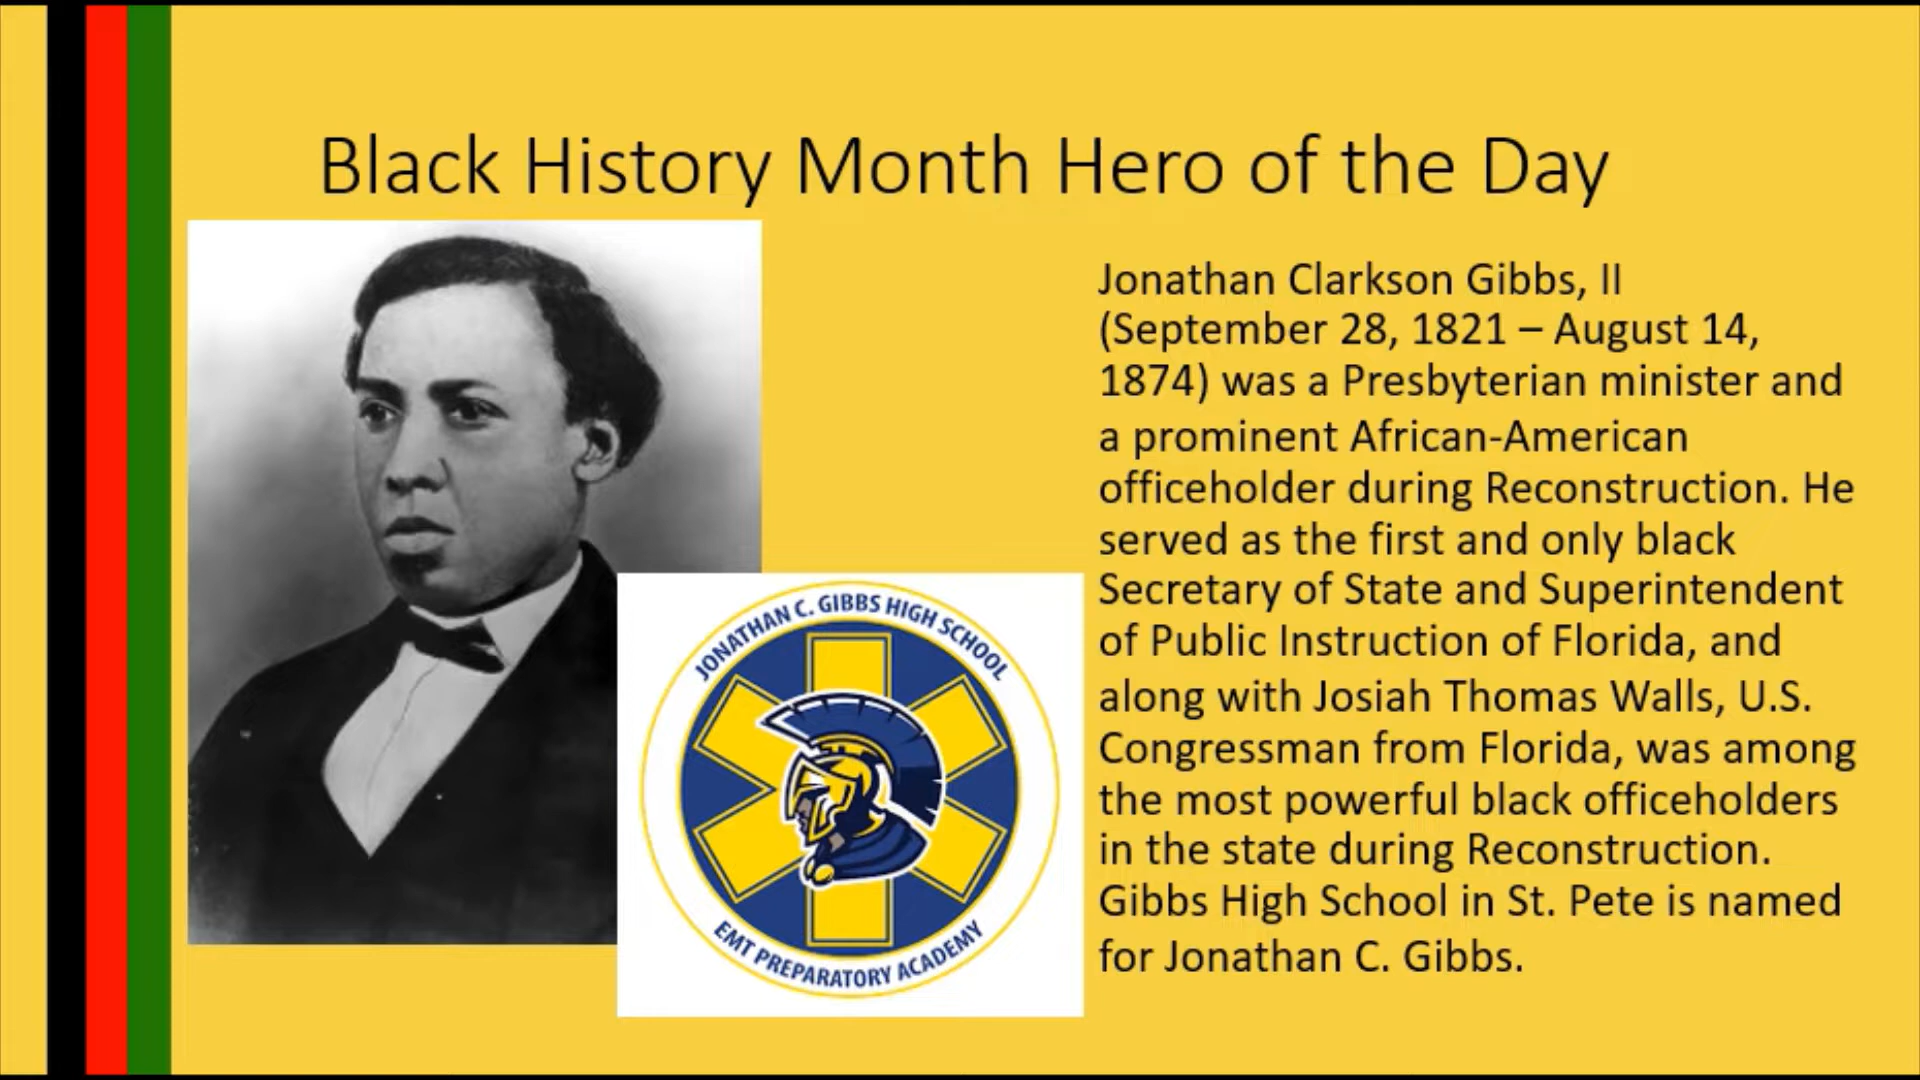 Black History Month Hero of the Day
Jonathan Clarkson Gibbs, II
(September 28, 1821 – August 14,
1874) was a Presbyterian minister and
a prominent African-American
officeholder during Reconstruction. He
served as the first and only black
Secretary of State and Superintendent
of Public Instruction of Florida, and
along with Josiah Thomas Walls, U.S.
Congressman from Florida, was among
the most powerful black officeholders
in the state during Reconstruction.
Gibbs High School in St. Pete is named
for Jonathan C. Gibbs.
JONATHAN C. GIBBS HIGH SCHOOL
EMT PREPARATORY ACADEMY